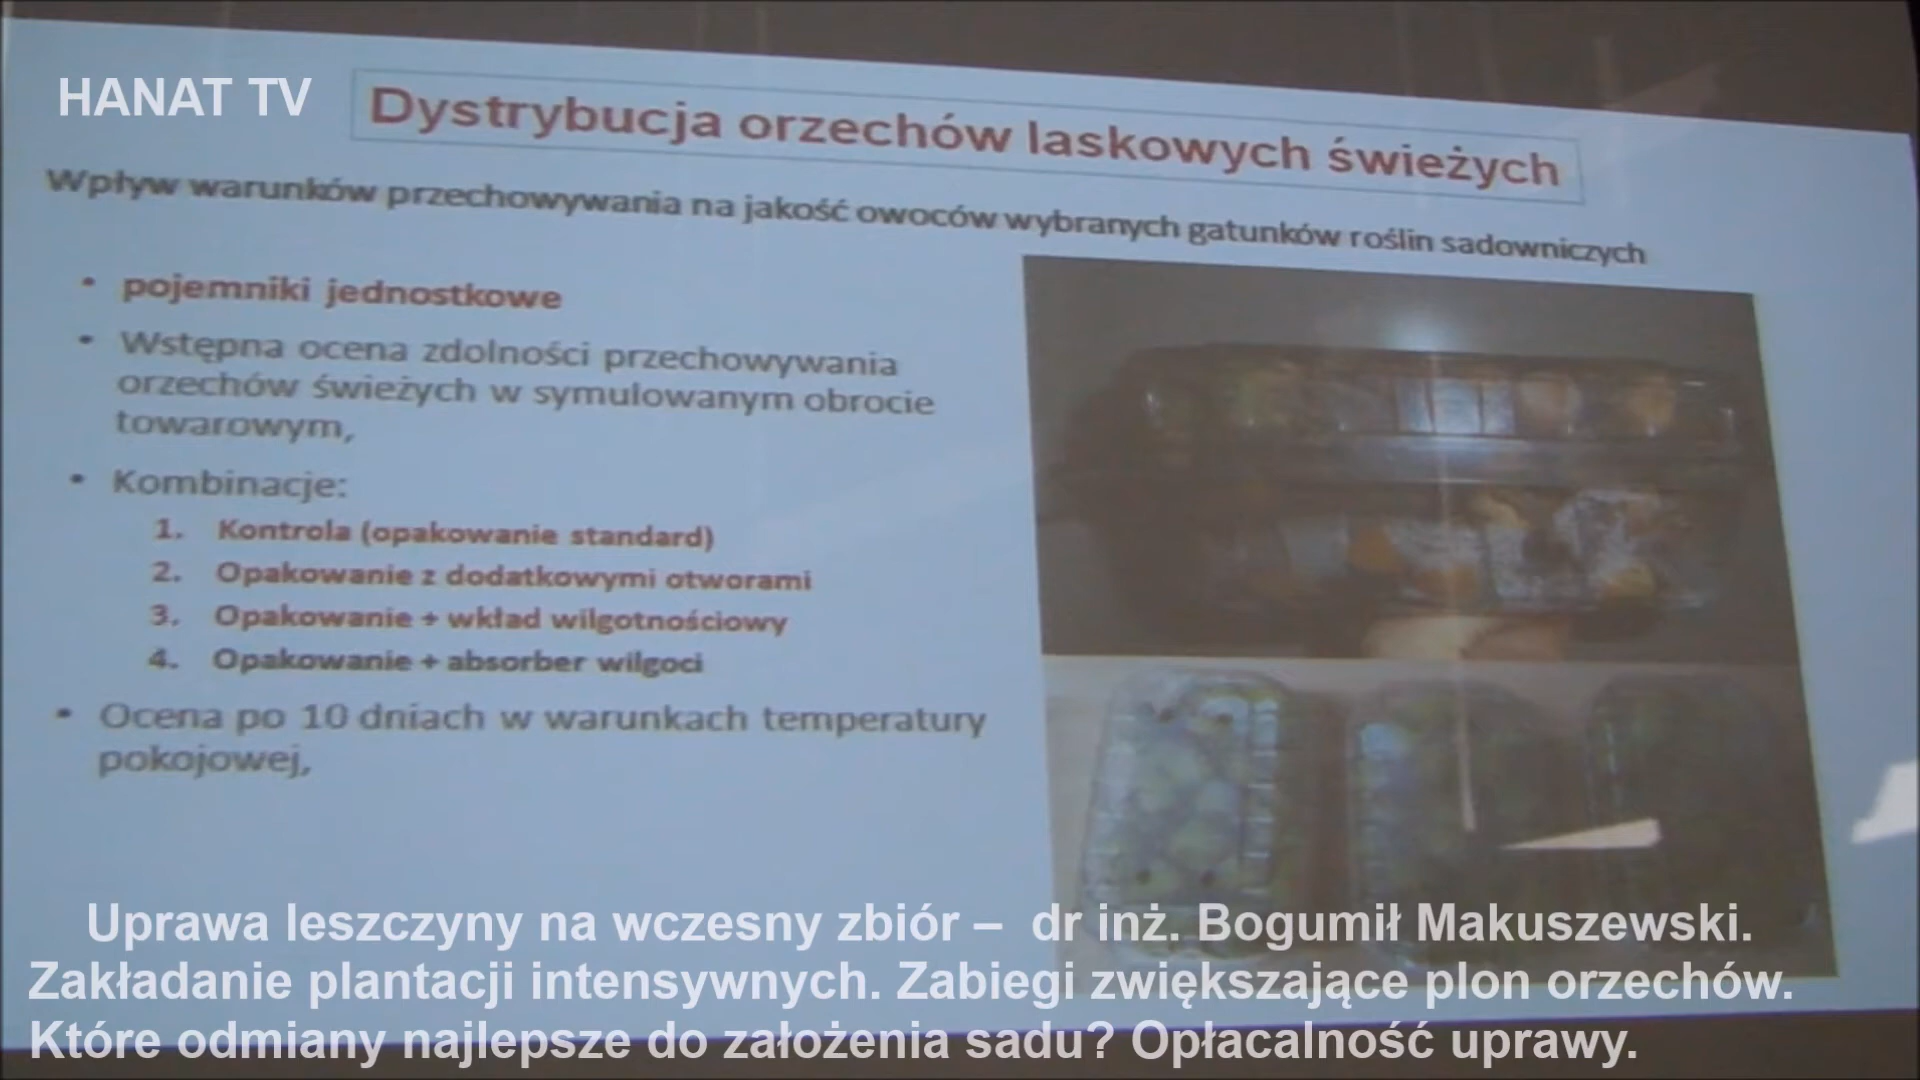 HANAT TV
Dystrybucja orzechów laskowych świeżych
Wpływ warunków przechowywania na jakość owoców wybranych gatunków roślin sadowniczych
• pojemniki jednostkowe
• Wstępna ocena zdolności przechowywania
orzechów świeżych w symulowanym obrocie
towarowym,
• Kombinacje:
1. Kontrola (opakowanie standard)
2. Opakowanie z dodatkowymi otworami
3. Opakowanie + wkład wilgotnościowy
4. Opakowanie + absorber wilgoci
• Ocena po 10 dniach w warunkach temperatury
pokojowej,
Uprawa leszczyny na wczesny zbiór – dr inż. Bogumił Makuszewski.
Zakładanie plantacji intensywnych. Zabiegi zwiększające plon orzechów.
Które odmiany najlepsze do założenia sadu? Opłacalność uprawy.